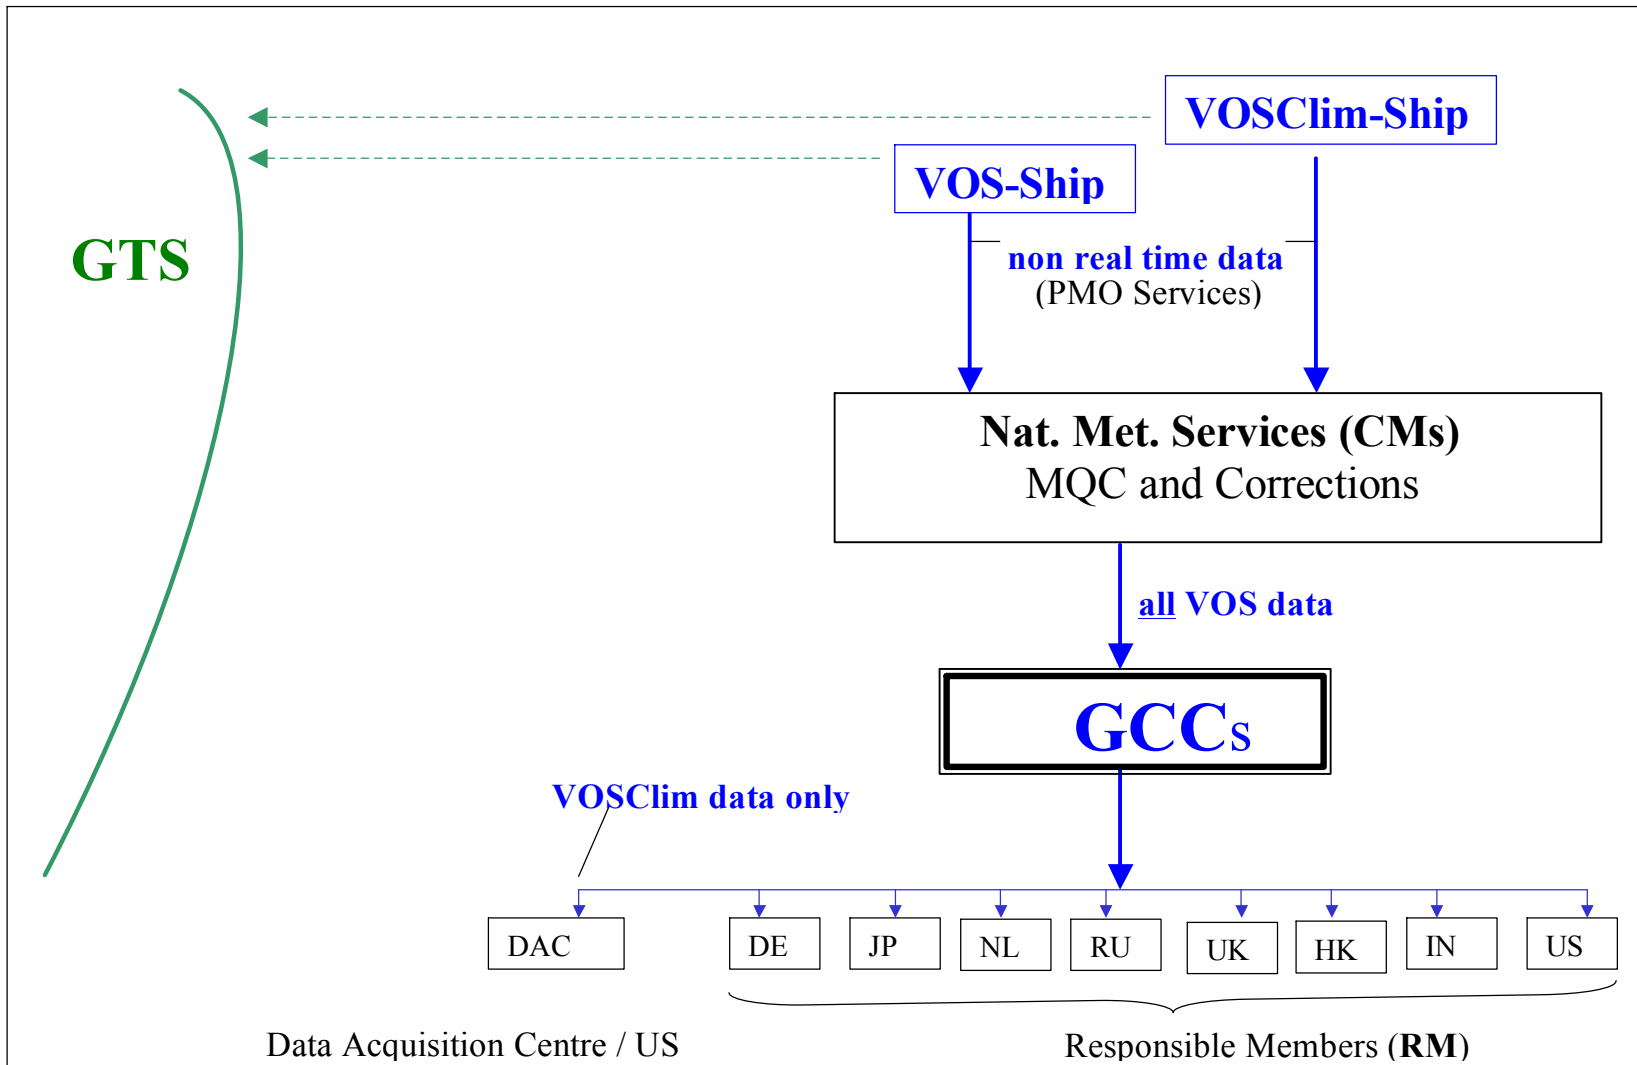 VOSClim-Ship
VOS-Ship
GTS
non real time data
(PMO Services)
Nat. Met. Services (CMs)
MQC and Corrections
all VOS data
GCCs
VOSClim data only
DAC DE JP NL RU UK HK IN US
Data Acquisition Centre / US Responsible Members (RM)